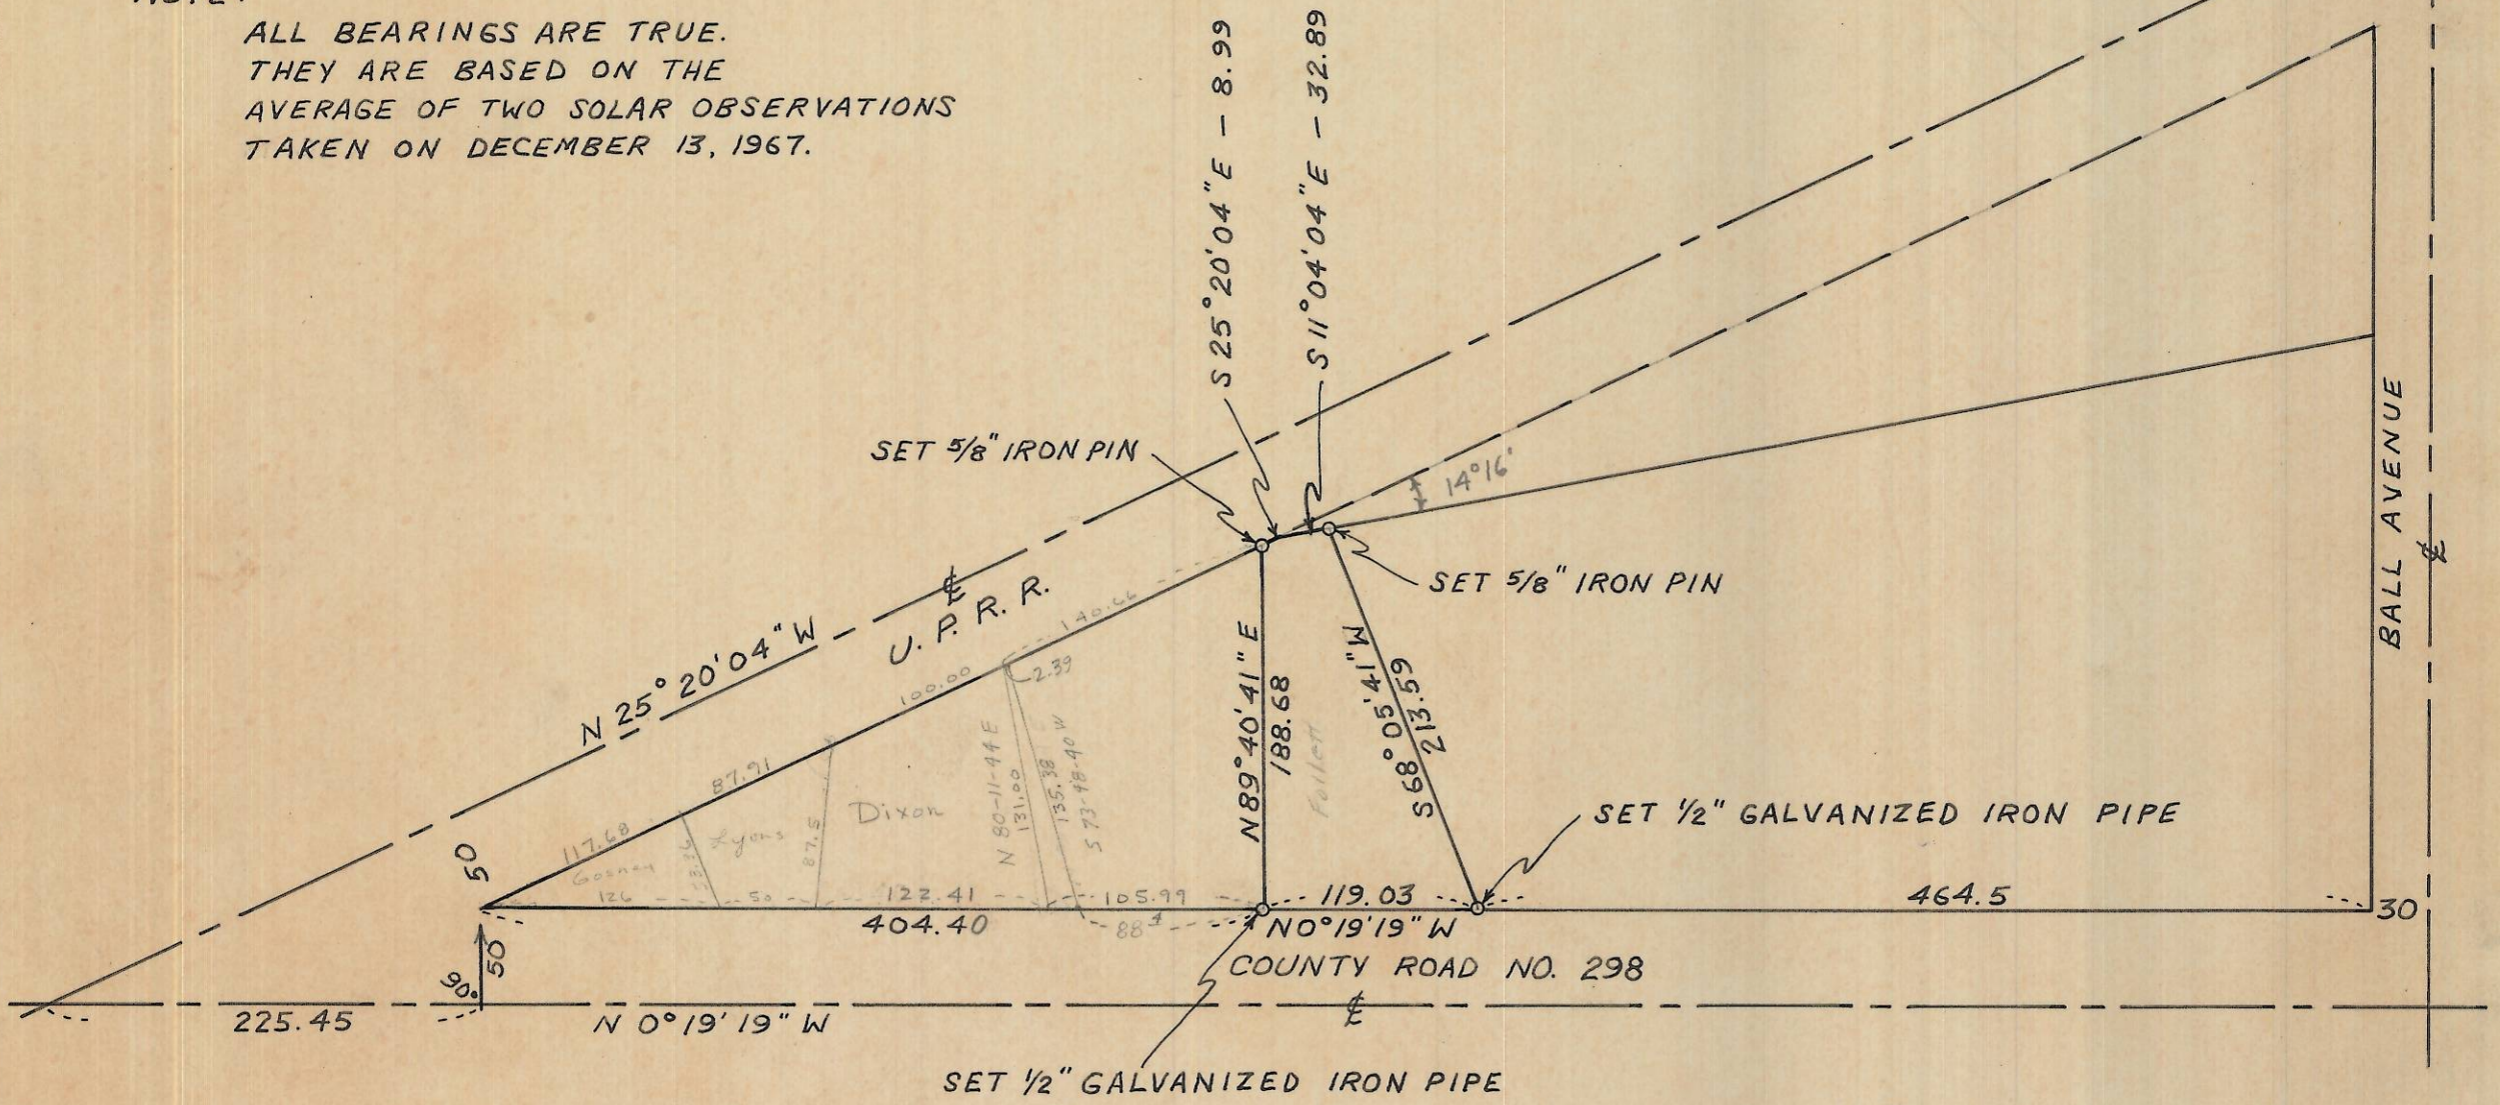 ALL BEARINGS ARE TRUE.
THEY ARE BASED ON THE
AVERAGE OF TWO SOLAR OBSERVATIONS
TAKEN ON DECEMBER 13, 1967.
S 25° 20' 04" E – 8.99
S 11° 04' 04" E – 32.89
SET 5/8" IRON PIN
14°16'
SET 5/8" IRON PIN
BALL AVENUE
℄
℄
U. P. R. R.
N 25° 20' 04" W
140.66
2.39
100.00
87.91
117.68
N 89° 40' 41" E
188.68
S 68° 05' 41" W
213.59
N 80-11-44 E
131.00
135.38
S 73-48-40 W
Dixon
Lyons
87.5
50
126
50
122.41
105.99
119.03
464.5
30
404.40
88
N 0° 19' 19" W
SET 1/2" GALVANIZED IRON PIPE
50
90°
COUNTY ROAD NO. 298
225.45
N 0° 19' 19" W
℄
SET 1/2" GALVANIZED IRON PIPE